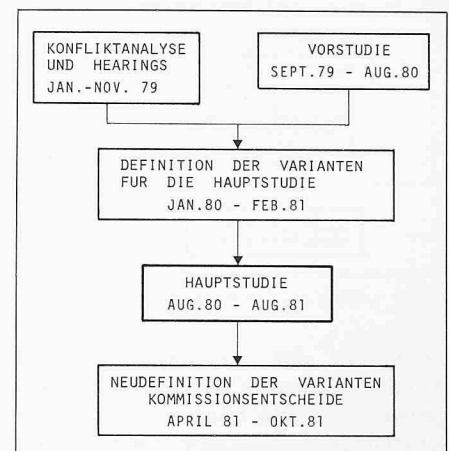 KONFLIKTANALYSE
UND HEARINGS
JAN.-NOV. 79
VORSTUDIE
SEPT.79 - AUG.80
DEFINITION DER VARIANTEN
FUR DIE HAUPTSTUDIE
JAN.80 - FEB.81
HAUPTSTUDIE
AUG.80 - AUG.81
NEUDEFINITION DER VARIANTEN
KOMMISSIONSENTSCHEIDE
APRIL 81 - OKT.81